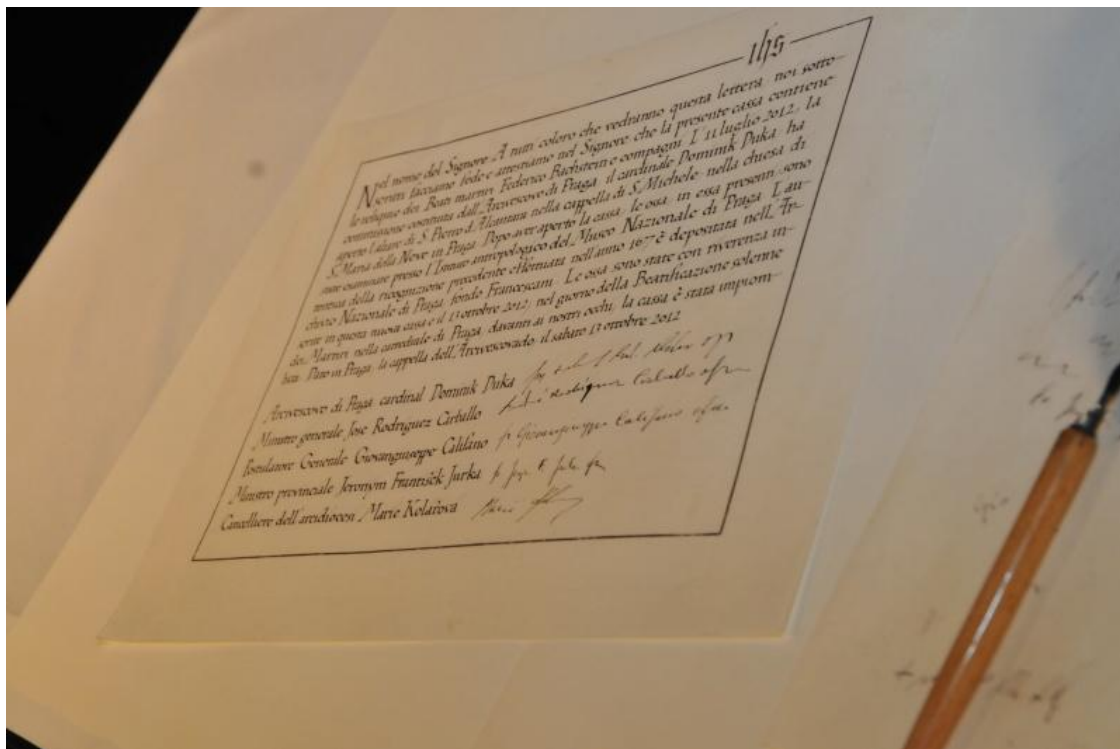 ihs
Nel nome del Signore. A tutti coloro che vedranno questa lettera, noi sotto-
scritti facciamo fede e attestiamo nel Signore che la presente cassa contiene
le reliquie dei Beati martiri Federico Bachstein e compagni. L'11 luglio 2012, la
commissione costituita dall'Arcivescovo di Praga, il cardinale Dominik Duka, ha
aperto l'altare di S. Pietro d'Alcantara nella cappella di S. Michele nella chiesa di
S. Maria della Neve in Praga. Dopo aver aperto la cassa, le ossa, in essa presenti, sono
state esaminate presso l'Istituto antropologico del Museo Nazionale di Praga. L'au-
tentica della ricognizione precedente effettuata nell'anno 1677 è depositata nell'Ar-
chivio Nazionale di Praga, fondo Francescani. Le ossa sono state con riverenza in-
serite in questa nuova cassa e il 13 ottobre 2012, nel giorno della Beatificazione solenne
dei Martiri nella cattedrale di Praga, davanti ai nostri occhi, la cassa è stata
Dato in Praga, la cappella dell'Arcivescovado, il sabato 13 ottobre 2012
Arcivescovo di Praga cardinal Dominik Duka
Ministro generale José Rodríguez Carballo
Postulatore Generale Giovangiuseppe Califano fr Giovangiuseppe Califano ofm
Ministro provinciale Jeronym František Jurka
Cancelliere dell'arcidiocesi Marie Kolářova